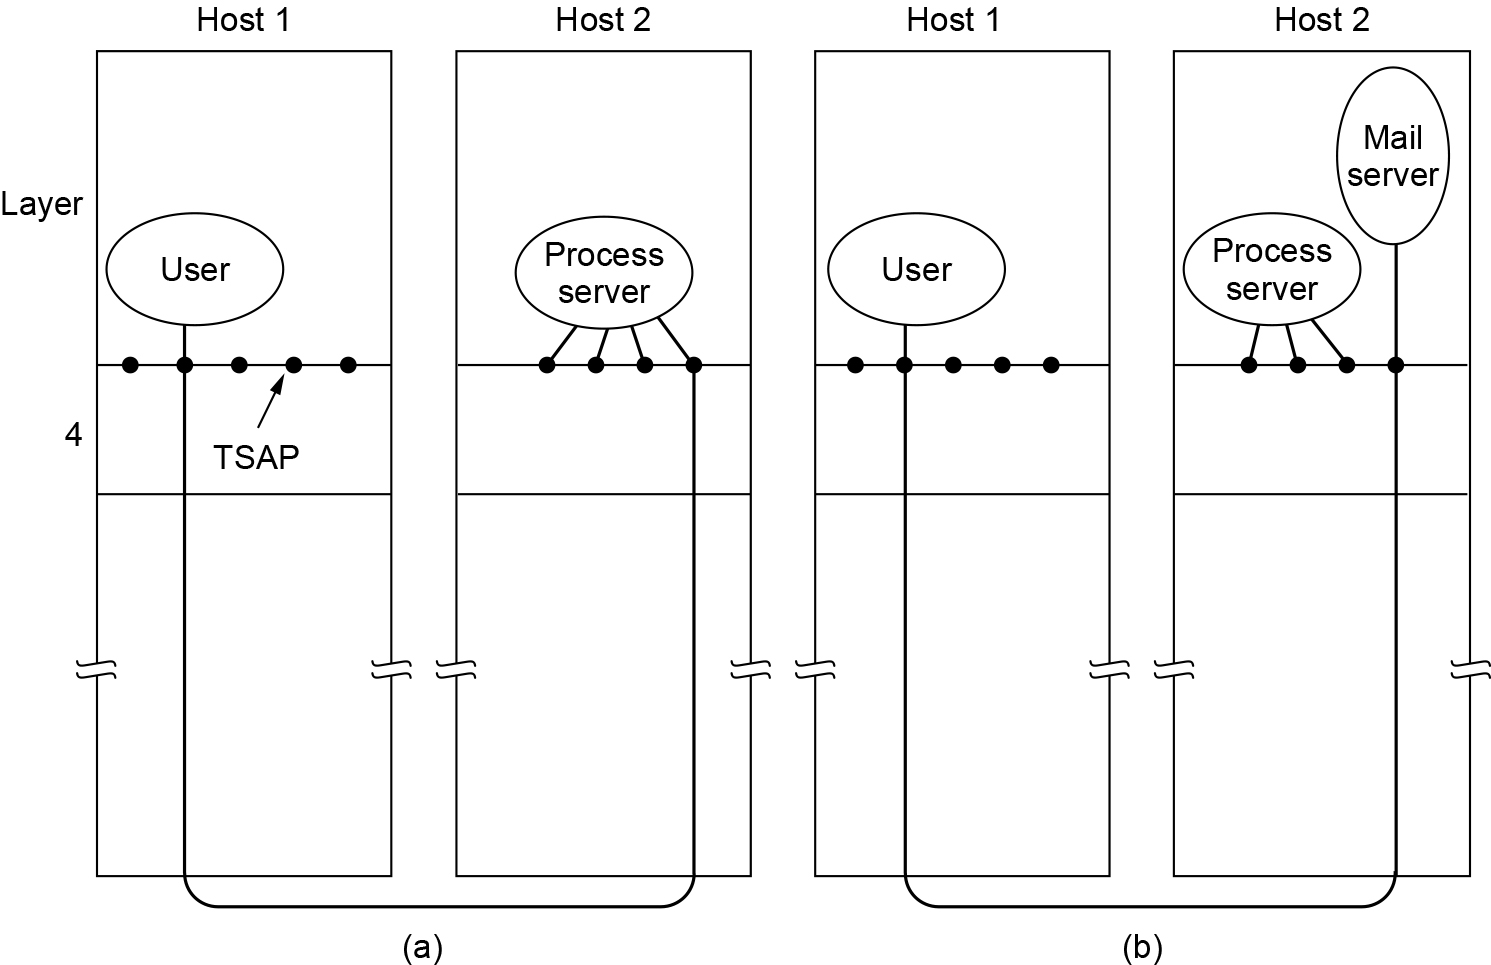 Host 1
Host 2
Host 1
Host 2
Layer
User
Process
server
User
Process
server
Mail
server
4
TSAP
(a)
(b)